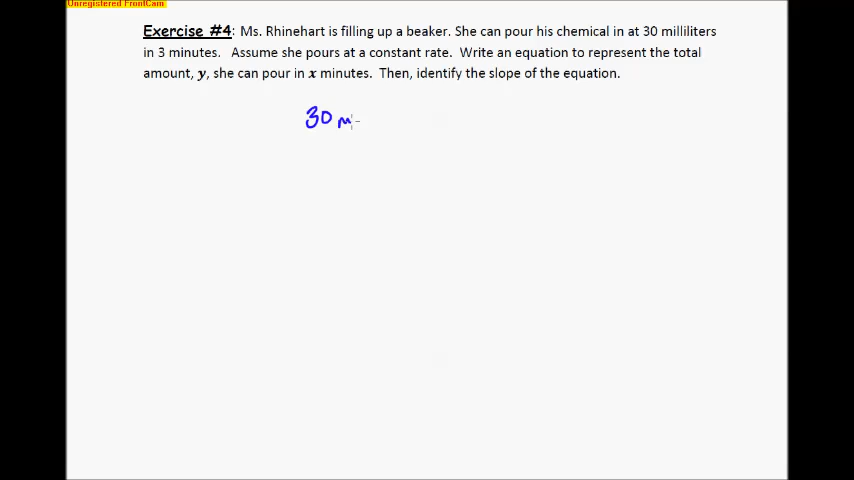 Unregistered FrontCam
Exercise #4: Ms. Rhinehart is filling up a beaker. She can pour his chemical in at 30 milliliters
in 3 minutes. Assume she pours at a constant rate. Write an equation to represent the total
amount, y, she can pour in x minutes. Then, identify the slope of the equation.
30 m